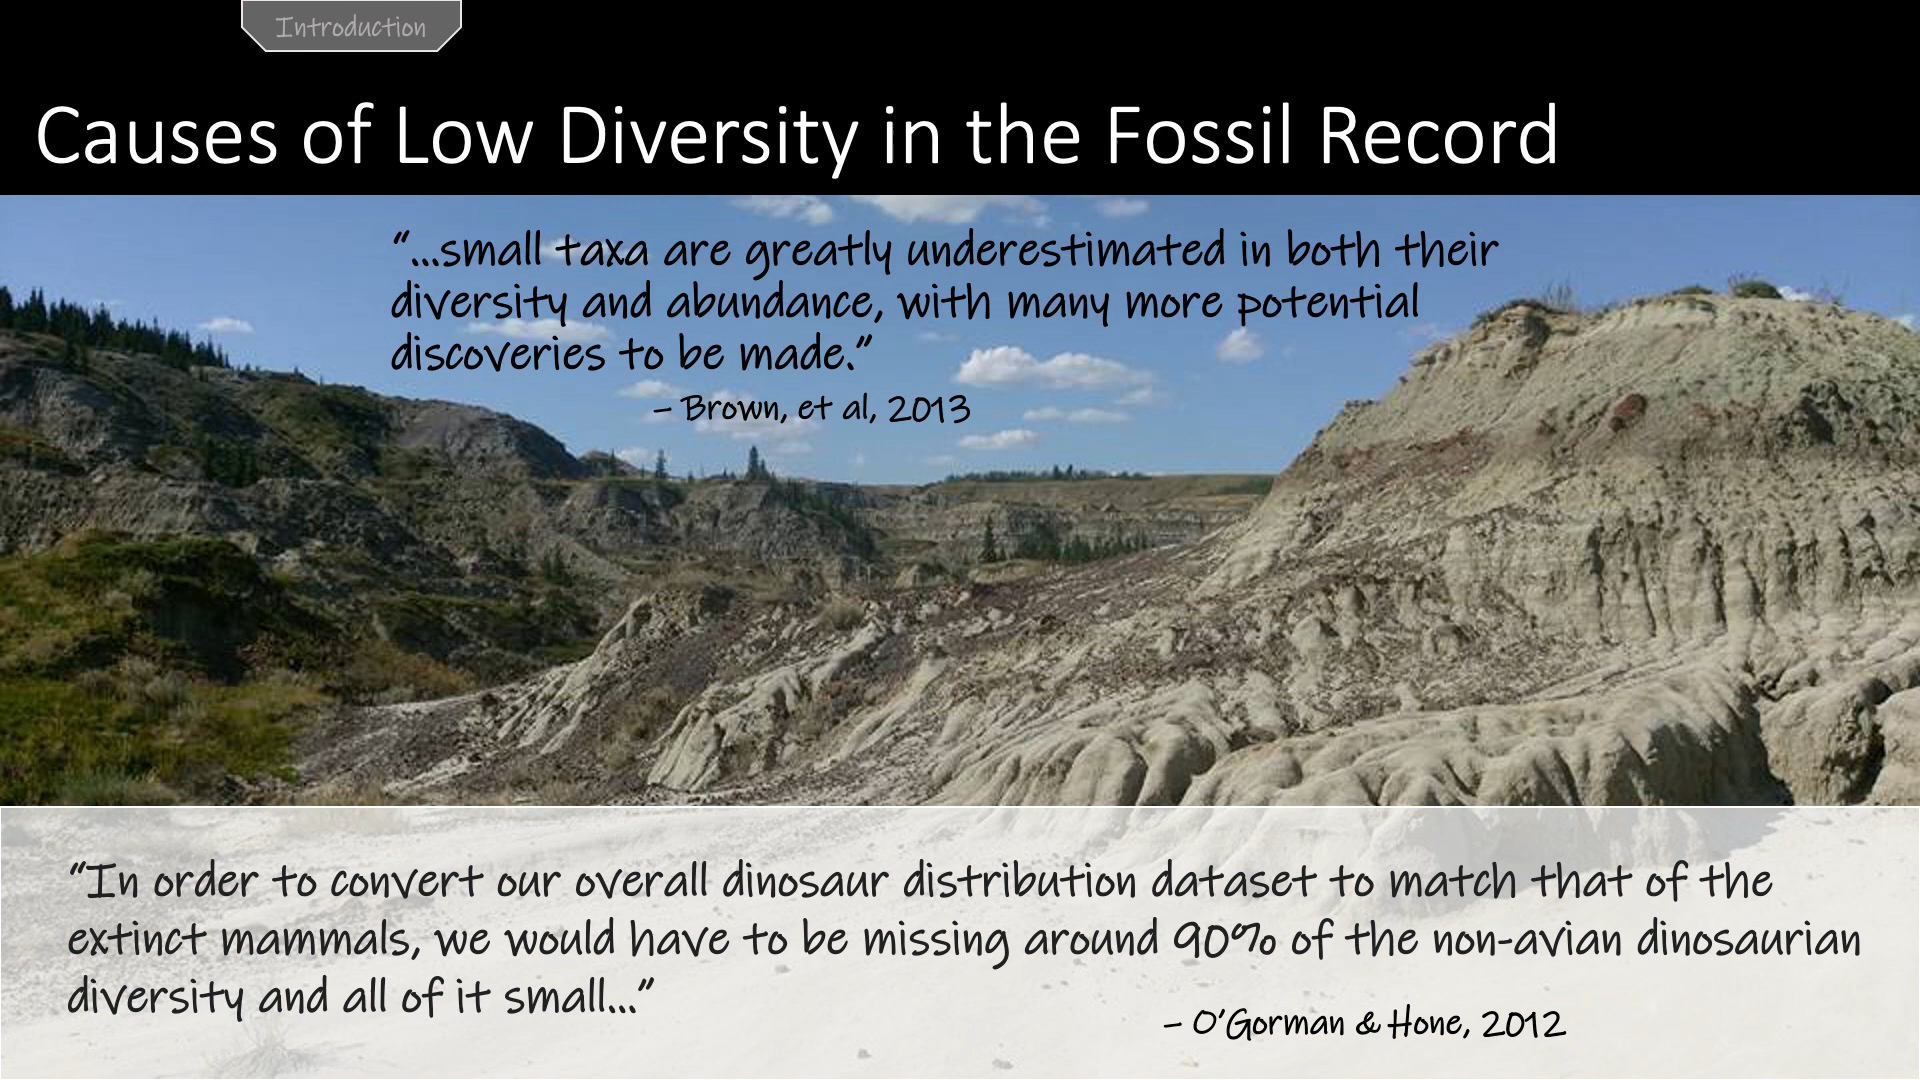 Introduction
Causes of Low Diversity in the Fossil Record
“...small taxa are greatly underestimated in both their
diversity and abundance, with many more potential
discoveries to be made.”
– Brown, et al, 2013
“In order to convert our overall dinosaur distribution dataset to match that of the
extinct mammals, we would have to be missing around 90% of the non-avian dinosaurian
diversity and all of it small...”
– O’Gorman & Hone, 2012